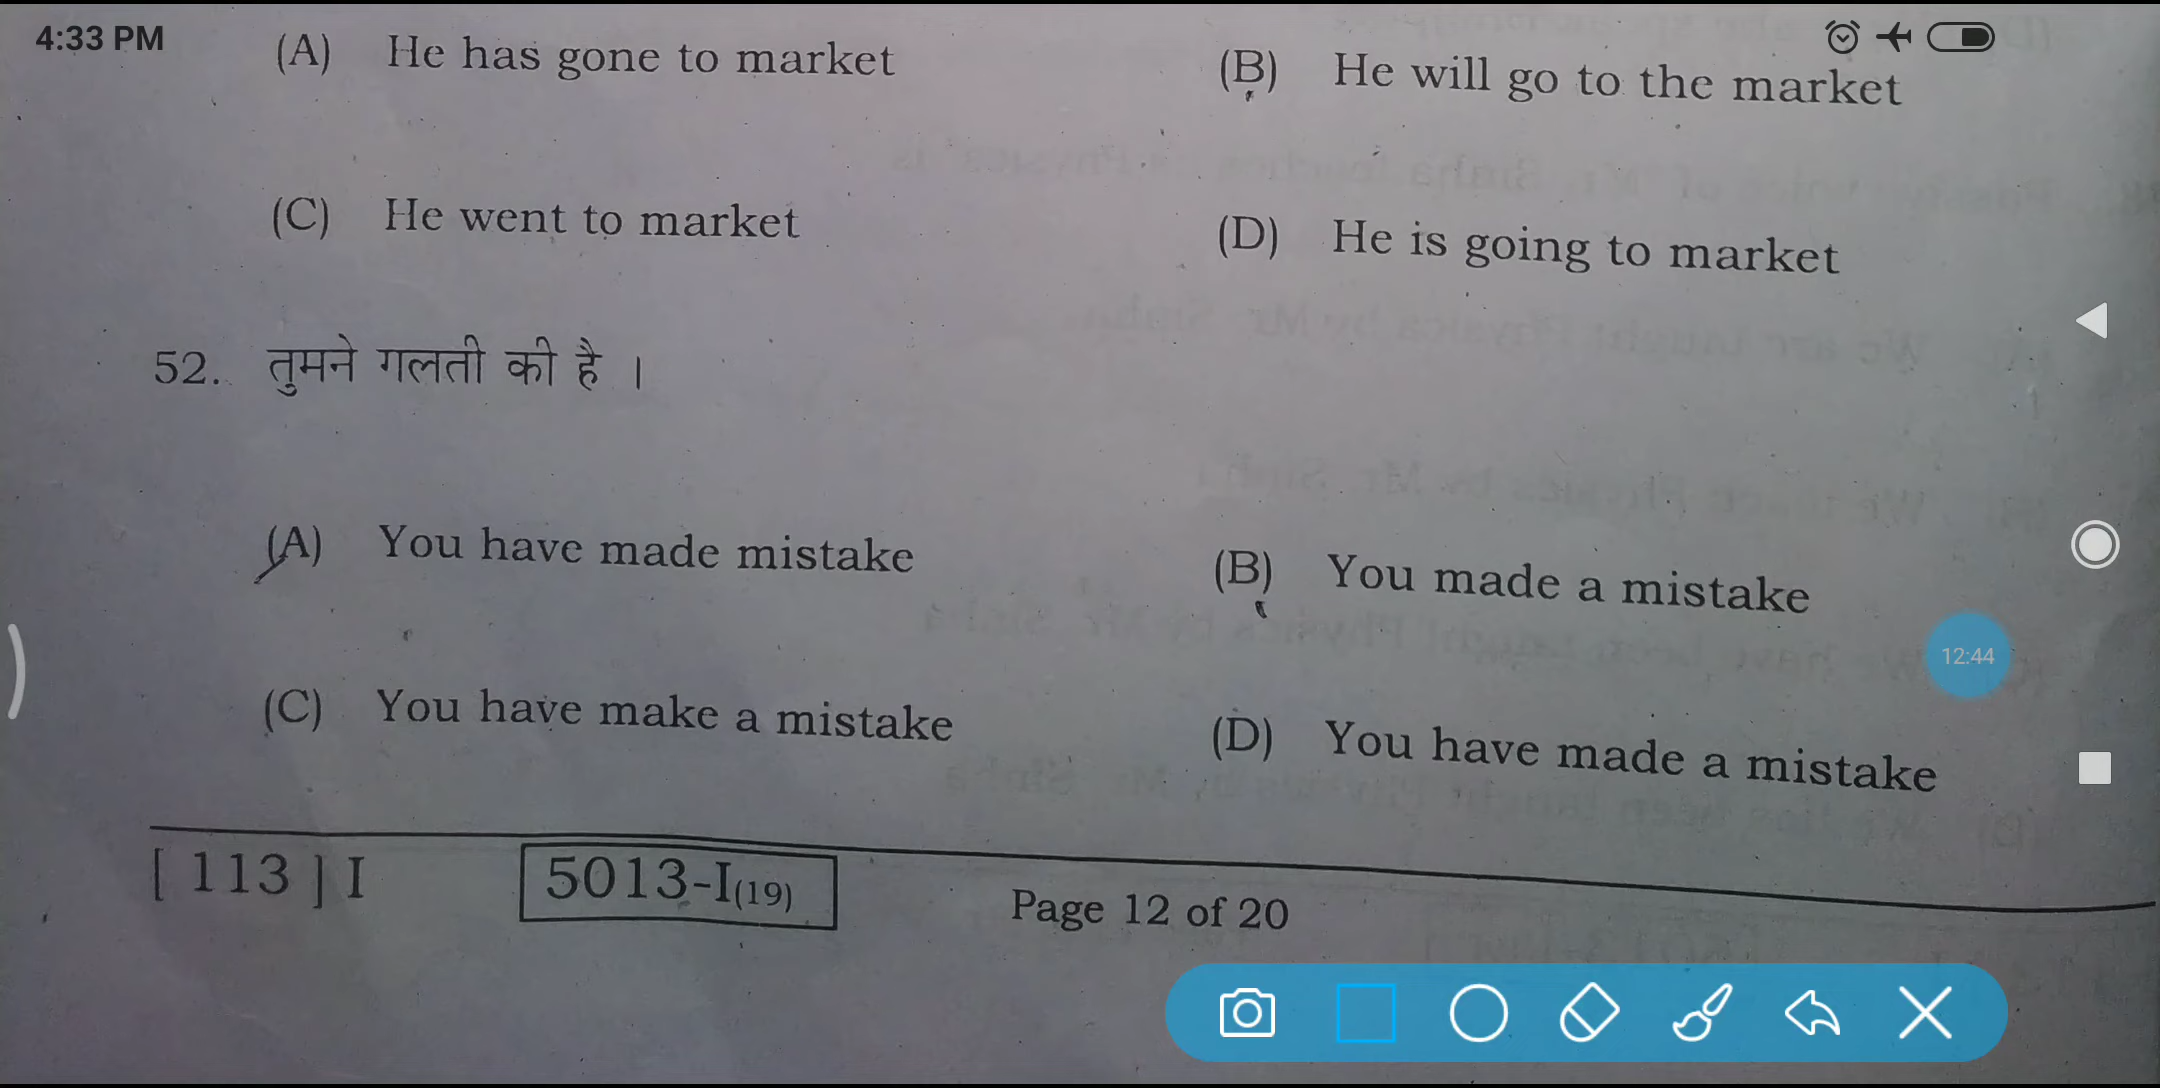 4:33 PM
(A) He has gone to market
(B) He will go to the market
(C) He went to market
(D) He is going to market
52. तुमने गलती की है ।
(A) You have made mistake
(B) You made a mistake
12:44
(C) You have make a mistake
(D) You have made a mistake
[ 113 ] I 5013-I(19) Page 12 of 20